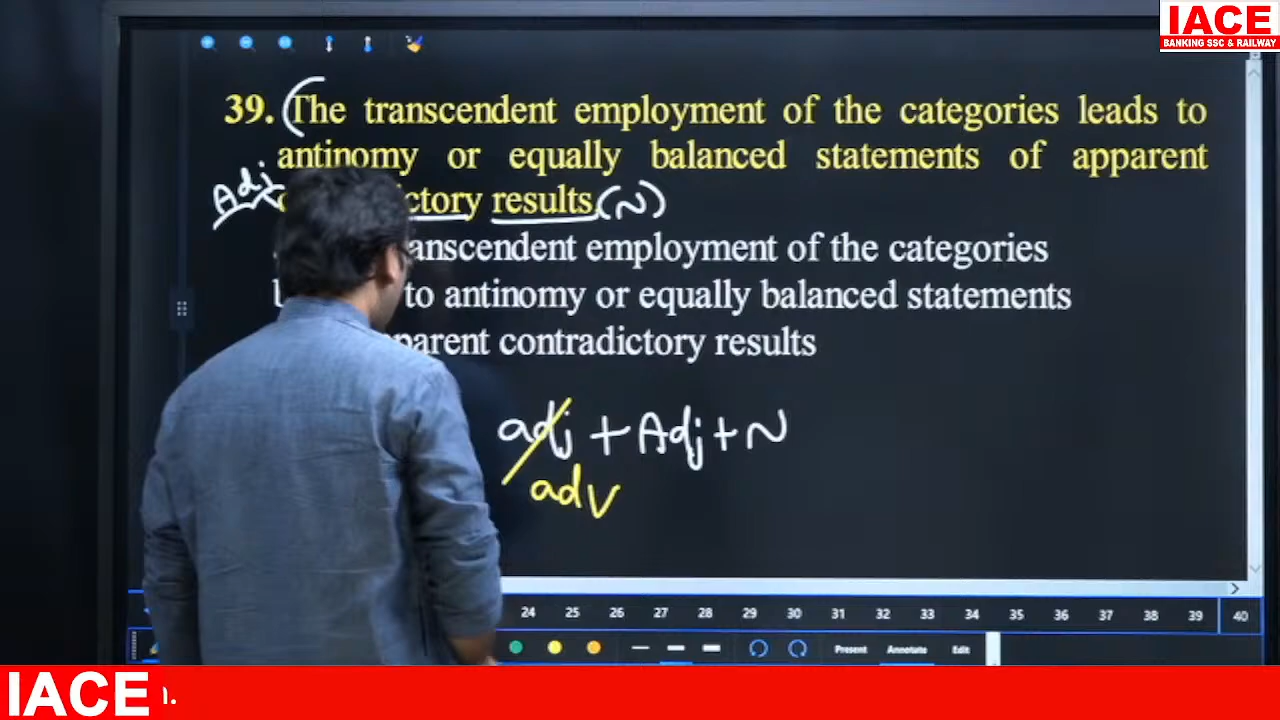 IACE
BANKING SSC & RAILWAY
39. (The transcendent employment of the categories leads to
antinomy or equally balanced statements of apparent
Adj ctory results. (N)
anscendent employment of the categories
to antinomy or equally balanced statements
parent contradictory results
adj + Adj + N
adv
24 25 26 27 28 29 30 31 32 33 34 35 36 37 38 39 40
Present Annotate Edit
IACE